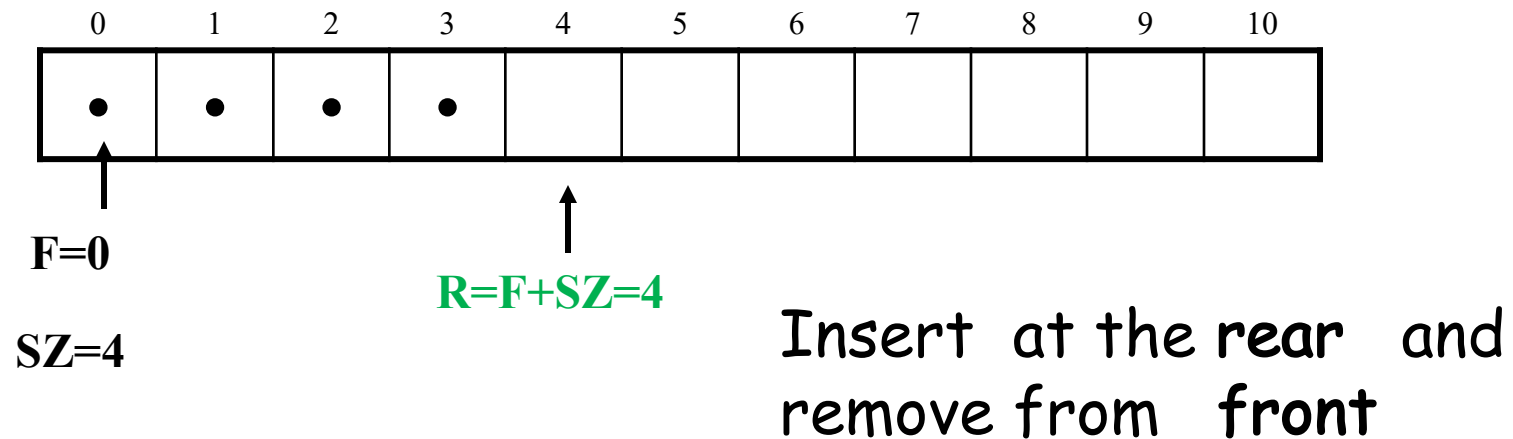 0 1 2 3 4 5 6 7 8 9 10
F=0
R=F+SZ=4
SZ=4
Insert at the rear and
remove from front